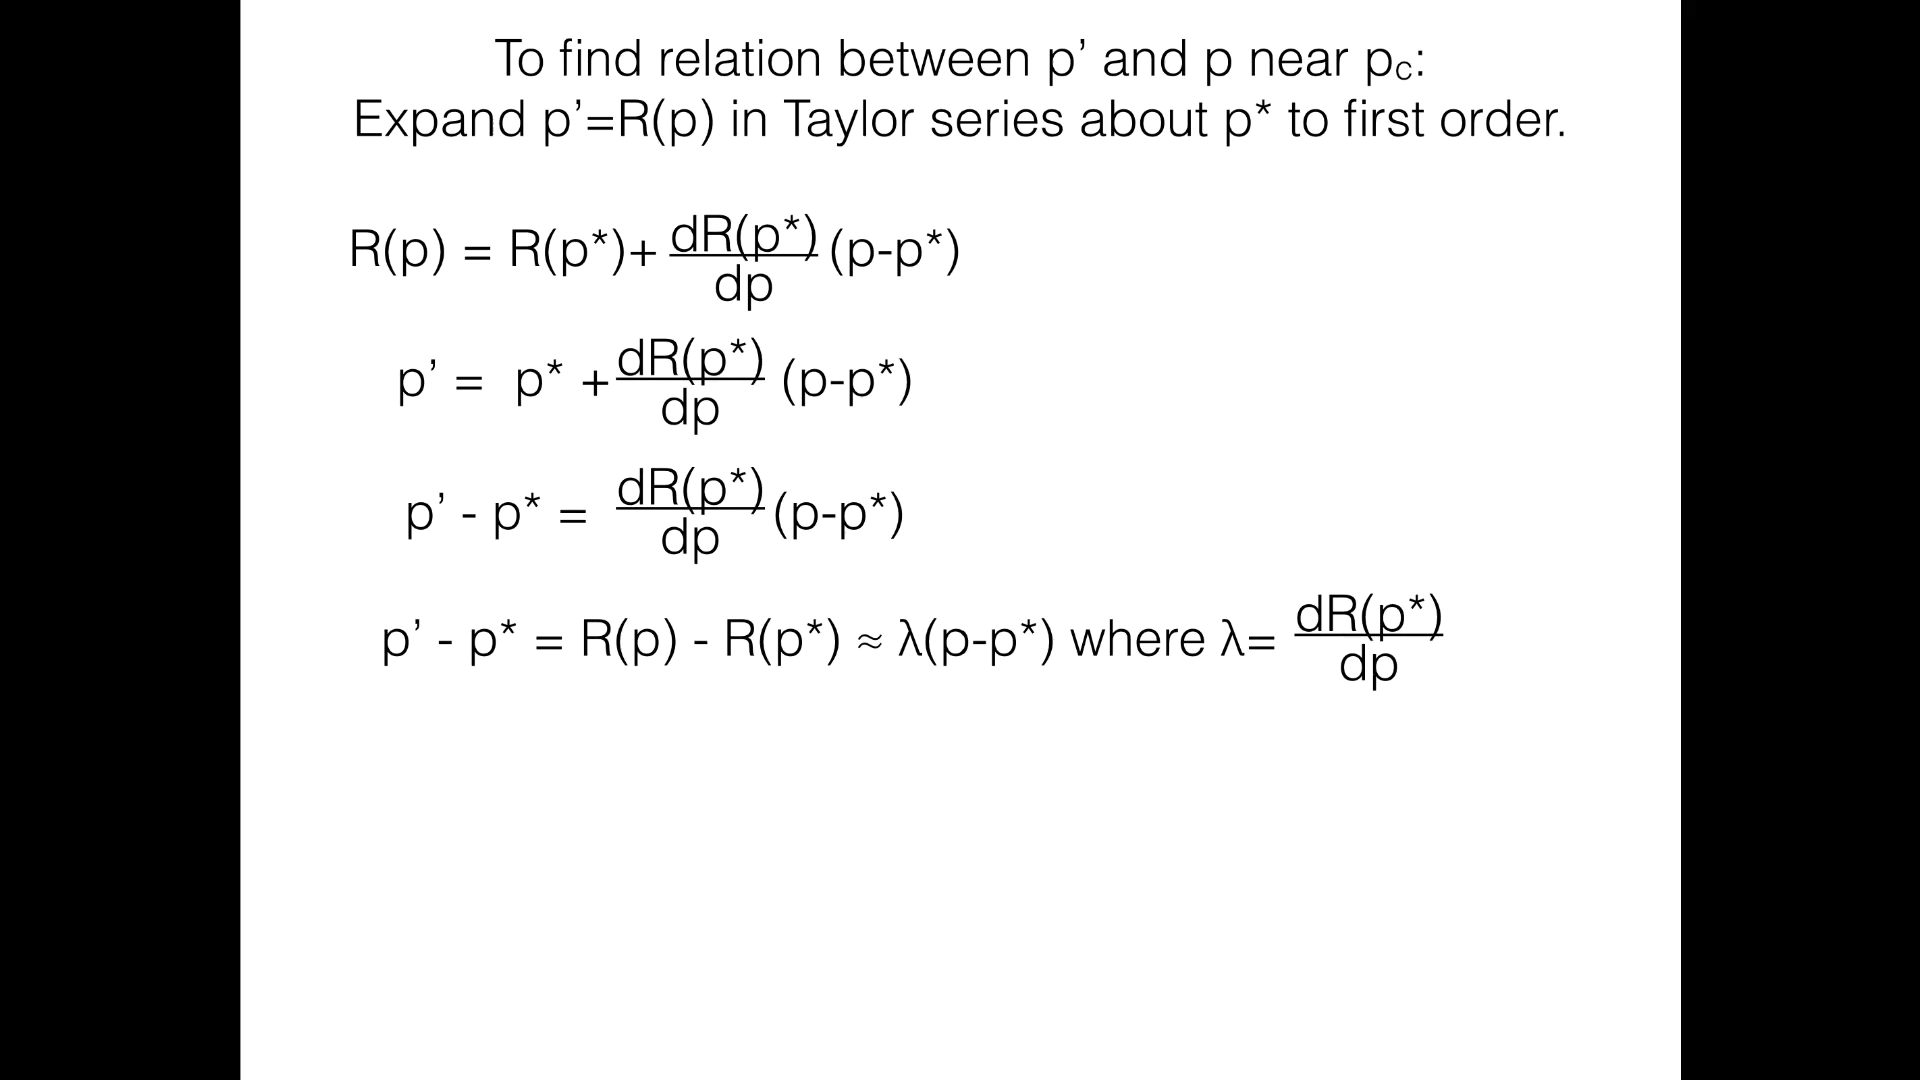 To find relation between p’ and p near pc:
Expand p’=R(p) in Taylor series about p* to first order.
R(p) = R(p*)+ dR(p*)/dp (p-p*)
p’ = p* + dR(p*)/dp (p-p*)
p’ - p* = dR(p*)/dp (p-p*)
p’ - p* = R(p) - R(p*) ≈ λ(p-p*) where λ= dR(p*)/dp